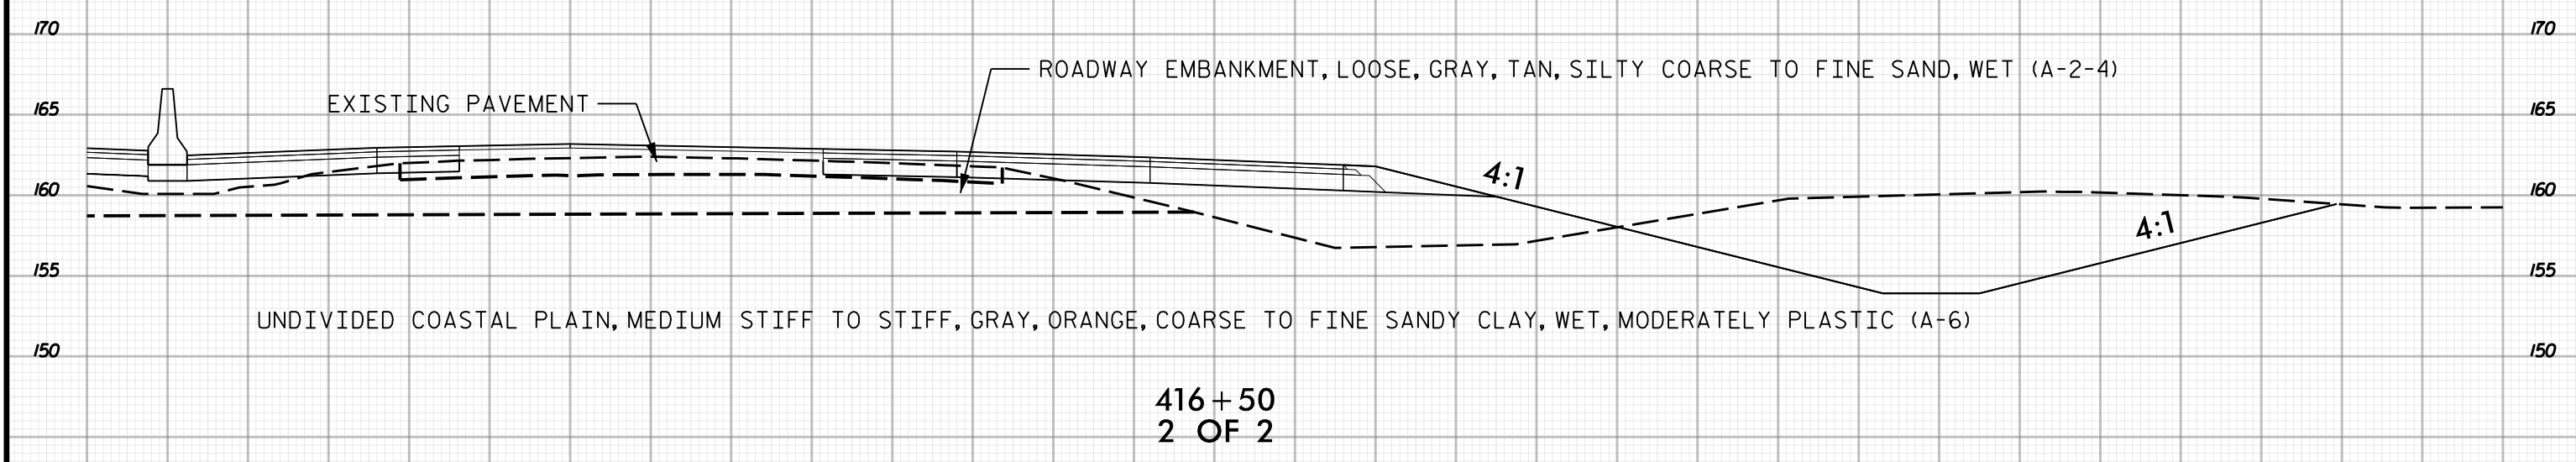 170 170
ROADWAY EMBANKMENT, LOOSE, GRAY, TAN, SILTY COARSE TO FINE SAND, WET (A-2-4)
EXISTING PAVEMENT
165 165
4:1
160 160
4:1
155 155
UNDIVIDED COASTAL PLAIN, MEDIUM STIFF TO STIFF, GRAY, ORANGE, COARSE TO FINE SANDY CLAY, WET, MODERATELY PLASTIC (A-6)
150 150
416+50
2 OF 2